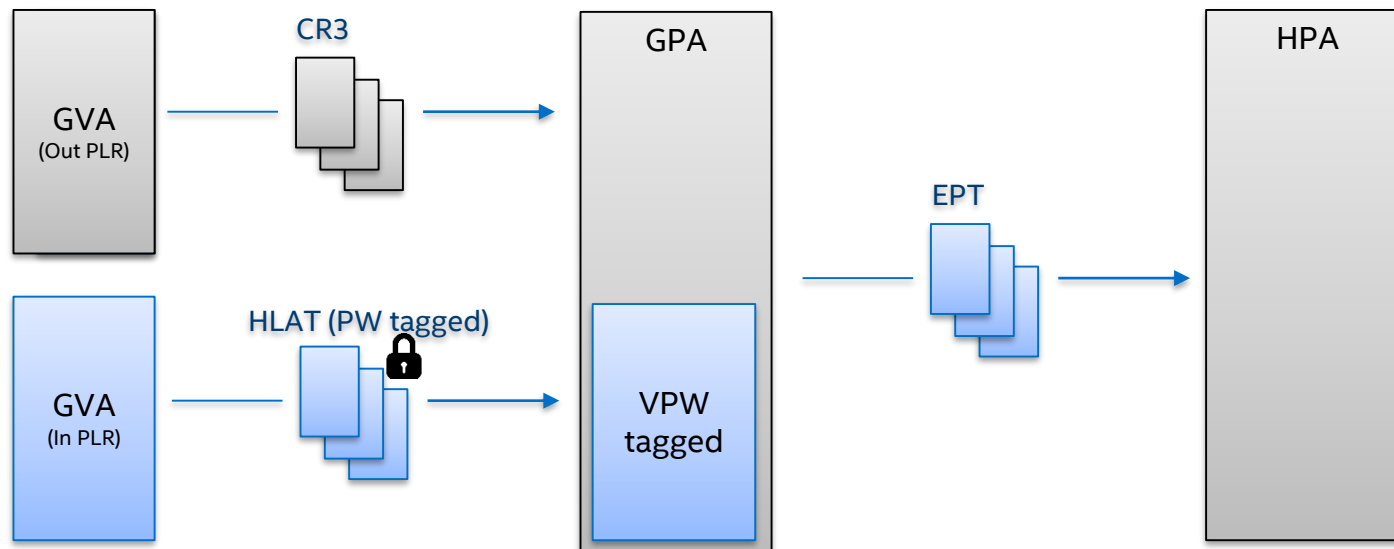 CR3
GPA
HPA
GVA
(Out PLR)
EPT
HLAT (PW tagged)
GVA
(In PLR)
VPW
tagged